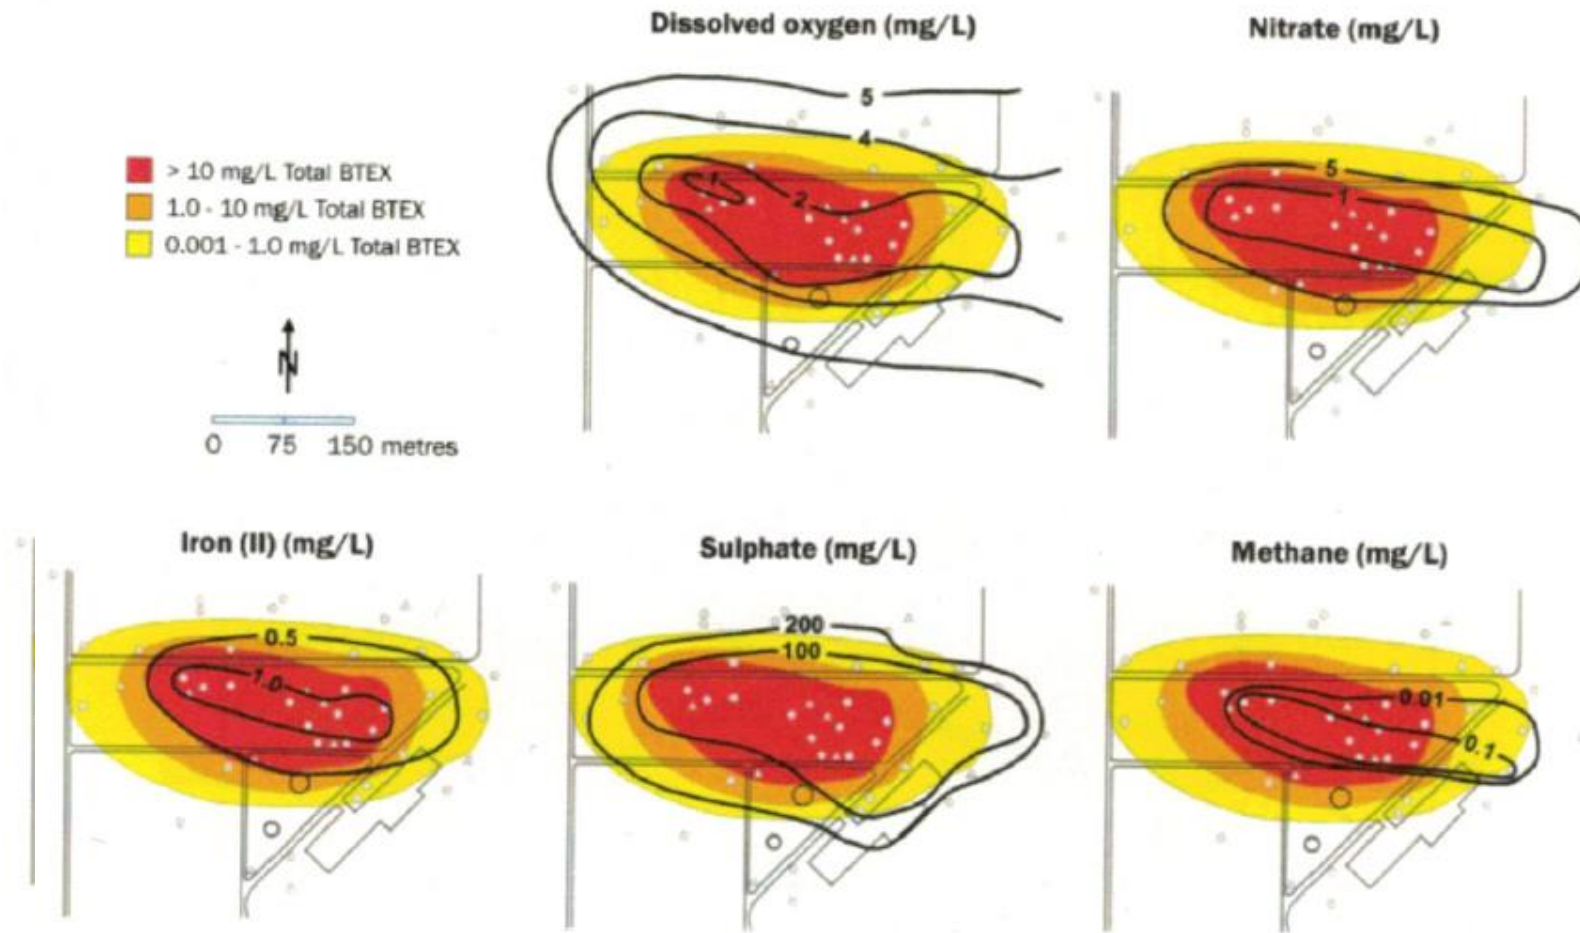 Dissolved oxygen (mg/L)
Nitrate (mg/L)
5
4
1
2
5
1
> 10 mg/L Total BTEX
1.0 - 10 mg/L Total BTEX
0.001 - 1.0 mg/L Total BTEX
N
0 75 150 metres
Iron (II) (mg/L)
Sulphate (mg/L)
Methane (mg/L)
0.5
1.0
200
100
0.01
0.1